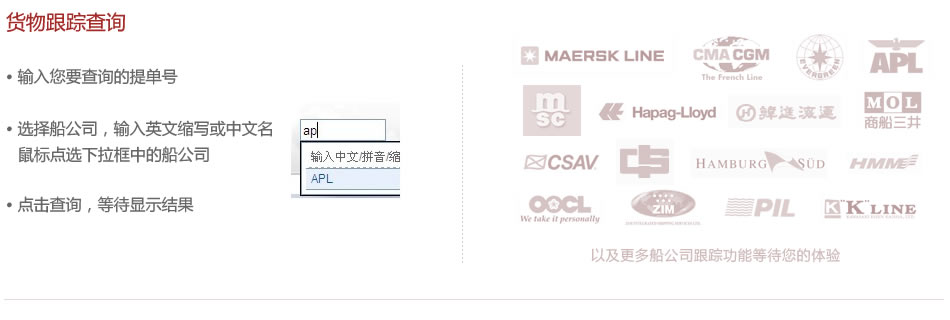 货物跟踪查询
• 输入您要查询的提单号
• 选择船公司，输入英文缩写或中文名
鼠标点选下拉框中的船公司
ap
输入中文/拼音/缩
APL
• 点击查询，等待显示结果
MAERSK LINE
CMA CGM
The French Line
EVERGREEN
APL
m
SC
Hapag-Lloyd
MOL
商船三井
CSAV
HAMBURG SÜD
HMM
OOCL
We take it personally
ZIM
PIL
K "K" LINE
以及更多船公司跟踪功能等待您的体验